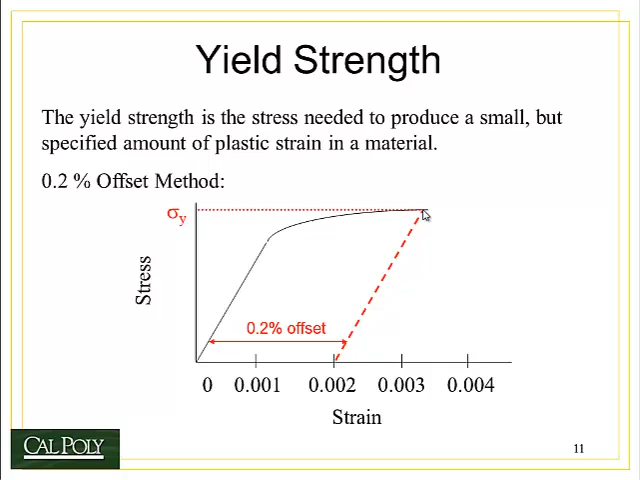 Yield Strength
The yield strength is the stress needed to produce a small, but
specified amount of plastic strain in a material.
0.2 % Offset Method:
σy
Stress
0.2% offset
0 0.001 0.002 0.003 0.004
Strain
CAL POLY
11